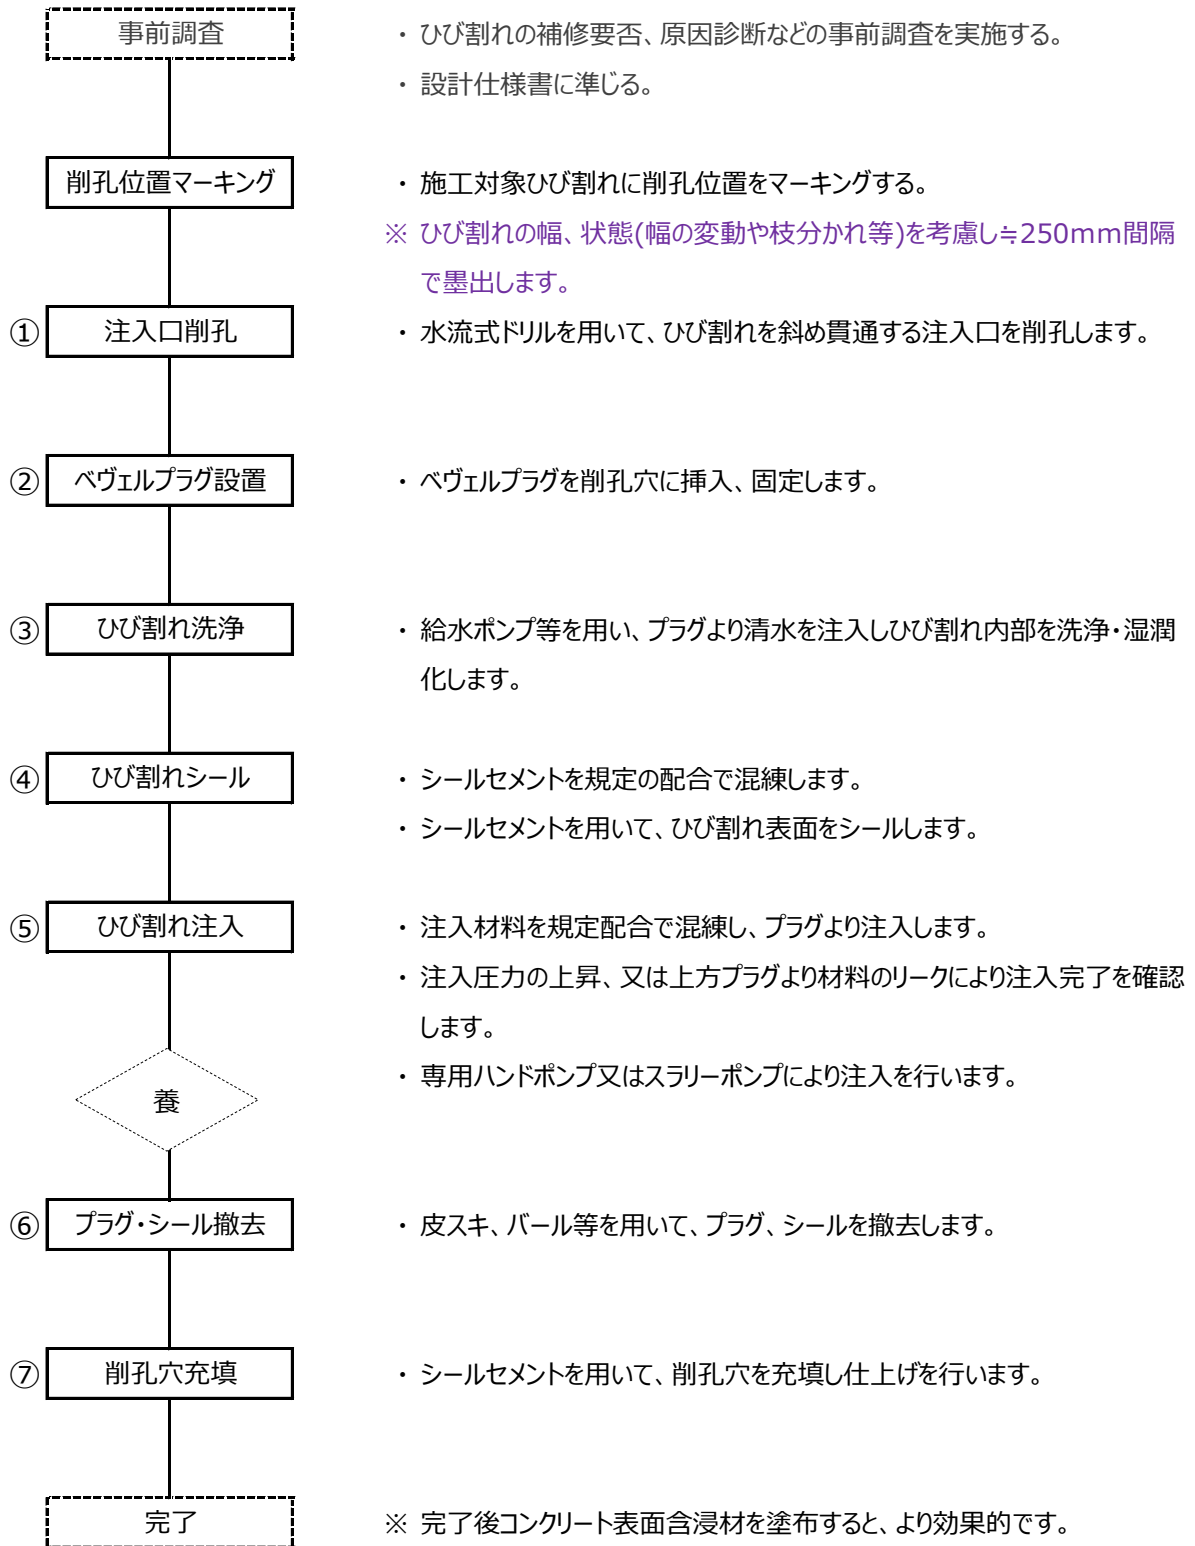 事前調査
・ ひび割れの補修要否、原因診断などの事前調査を実施する。
・ 設計仕様書に準じる。
削孔位置マーキング
・ 施工対象ひび割れに削孔位置をマーキングする。
※ ひび割れの幅、状態(幅の変動や枝分かれ等)を考慮し≒250mm間隔
で墨出します。
① 注入口削孔
・ 水流式ドリルを用いて、ひび割れを斜め貫通する注入口を削孔します。
② ベヴェルプラグ設置
・ ベヴェルプラグを削孔穴に挿入、固定します。
③ ひび割れ洗浄
・ 給水ポンプ等を用い、プラグより清水を注入しひび割れ内部を洗浄・湿潤
化します。
④ ひび割れシール
・ シールセメントを規定の配合で混練します。
・ シールセメントを用いて、ひび割れ表面をシールします。
⑤ ひび割れ注入
・ 注入材料を規定配合で混練し、プラグより注入します。
・ 注入圧力の上昇、又は上方プラグより材料のリークにより注入完了を確認
します。
・ 専用ハンドポンプ又はスラリーポンプにより注入を行います。
養
⑥ プラグ・シール撤去
・ 皮スキ、バール等を用いて、プラグ、シールを撤去します。
⑦ 削孔穴充填
・ シールセメントを用いて、削孔穴を充填し仕上げを行います。
完了
※ 完了後コンクリート表面含浸材を塗布すると、より効果的です。